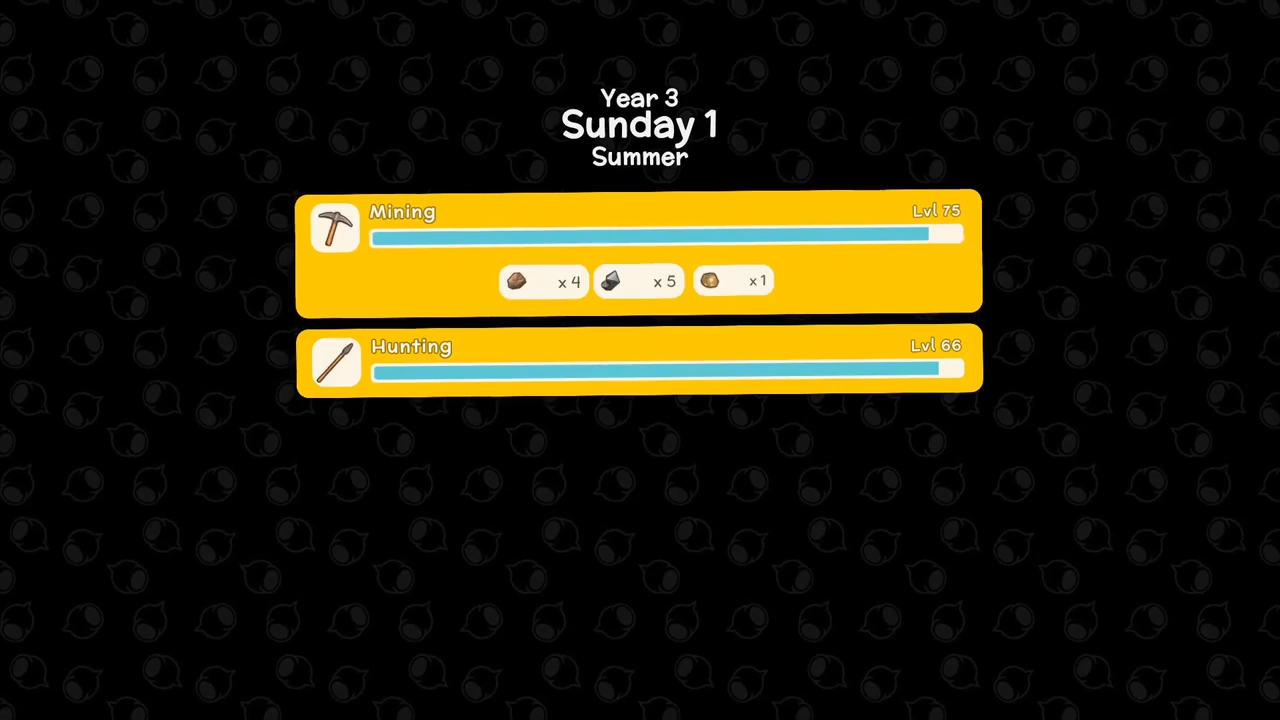 Year 3
Sunday 1
Summer
Mining Lvl 75
x 4 x 5 x 1
Hunting Lvl 66